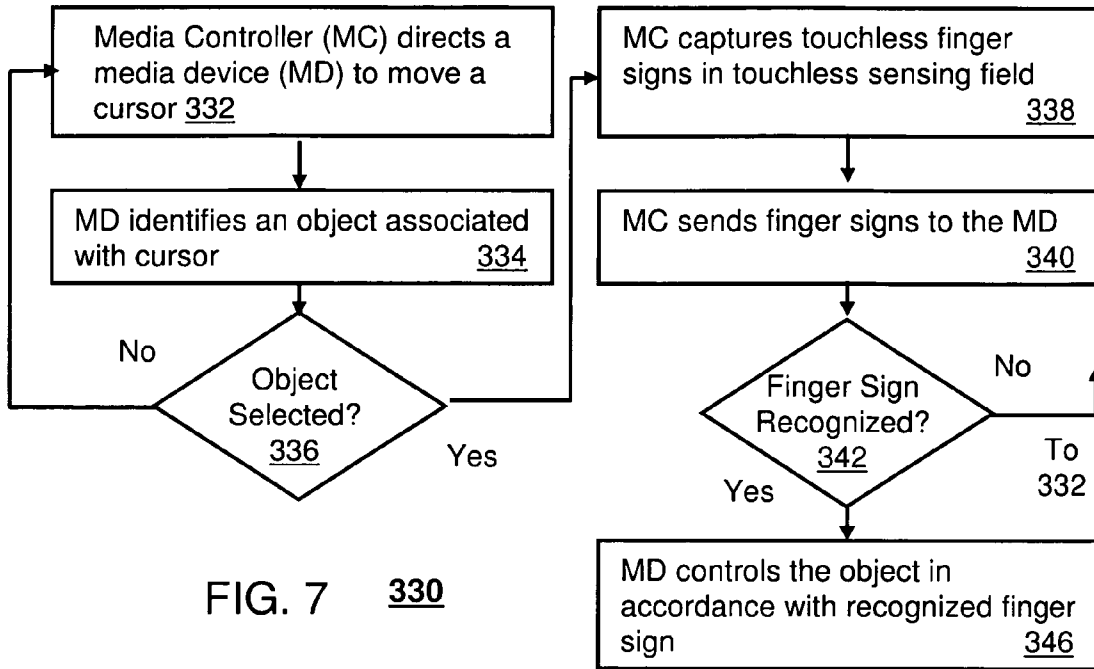 Media Controller (MC) directs a
media device (MD) to move a
cursor 332
MD identifies an object associated
with cursor 334
No
Object
Selected?
336
Yes
MC captures touchless finger
signs in touchless sensing field
338
MC sends finger signs to the MD
340
Finger Sign
Recognized?
342
No
To
332
Yes
MD controls the object in
accordance with recognized finger
sign 346
FIG. 7 330